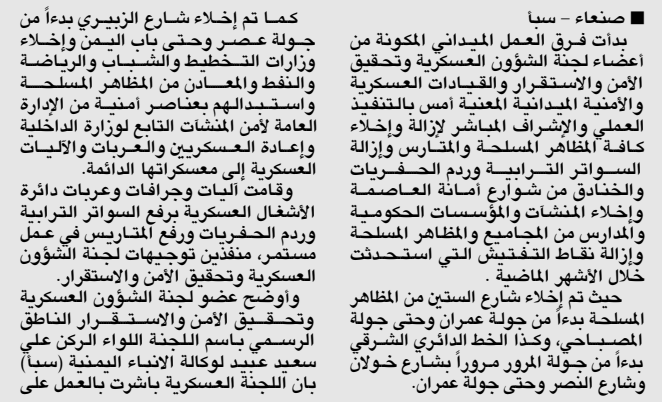 ■ صنعاء – سبأ
بدأت فرق العمل الميداني المكونة من
أعضاء لجنة الشؤون العسكرية وتحقيق
الأمن والاستقرار والقيادات العسكرية
والأمنية الميدانية المعنية أمس بالتنفيذ
العملي والإشراف المباشر لإزالة وإخلاء
كافة المظاهر المسلحة والمتارس وإزالة
السواتر الترابية وردم الحفريات
والخنادق من شوارع أمانة العاصمة
وإخلاء المنشآت والمؤسسات الحكومية
والمدارس من المجاميع والمظاهر المسلحة
وإزالة نقاط التفتيش التي استحدثت
خلال الأشهر الماضية .
حيث تم إخلاء شارع الستين من المظاهر
المسلحة بدءاً من جولة عمران وحتى جولة
المصباحي، وكذا الخط الدائري الشرقي
بدءاً من جولة المرور مروراً بشارع خولان
وشارع النصر وحتى جولة عمران.
كما تم إخلاء شارع الزبيري بدءاً من
جولة عصر وحتى باب اليمن وإخلاء
وزارات التخطيط والشباب والرياضة
والنفط والمعادن من المظاهر المسلحة
واستبدالهم بعناصر أمنية من الإدارة
العامة لأمن المنشآت التابع لوزارة الداخلية
وإعادة العسكريين والعربات والآليات
العسكرية إلى معسكراتها الدائمة.
وقامت آليات وجرافات وعربات دائرة
الأشغال العسكرية برفع السواتر الترابية
وردم الحفريات ورفع المتاريس في عمل
مستمر، منفذين توجيهات لجنة الشؤون
العسكرية وتحقيق الأمن والاستقرار.
وأوضح عضو لجنة الشؤون العسكرية
وتحقيق الأمن والاستقرار الناطق
الرسمي باسم اللجنة اللواء الركن علي
سعيد عبيد لوكالة الانباء اليمنية (سبأ)
بان اللجنة العسكرية باشرت بالعمل على